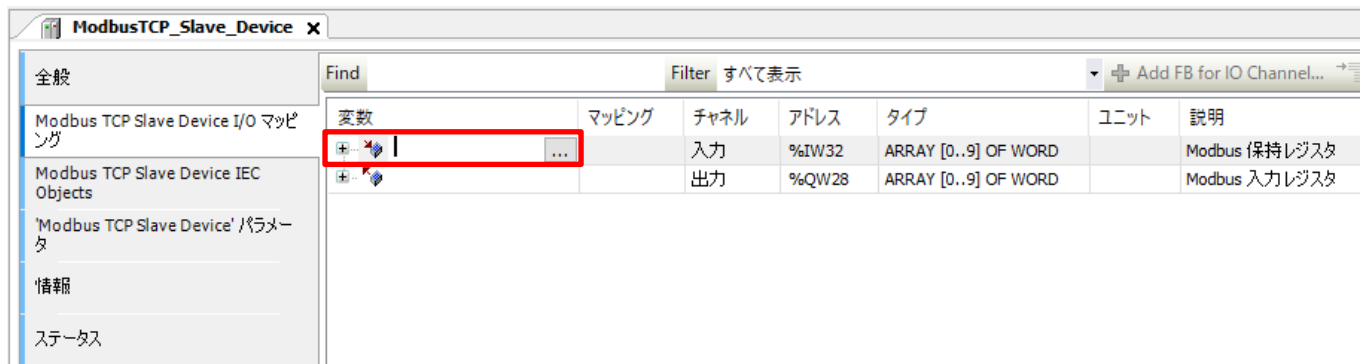 ModbusTCP_Slave_Device X
全般
Find Filter すべて表示 Add FB for IO Channel...
Modbus TCP Slave Device I/O マッピ
ング
Modbus TCP Slave Device IEC
Objects
'Modbus TCP Slave Device' パラメー
タ
情報
ステータス
変数 マッピング チャネル アドレス タイプ ユニット 説明
... 入力 %IW32 ARRAY [0..9] OF WORD Modbus 保持レジスタ
出力 %QW28 ARRAY [0..9] OF WORD Modbus 入力レジスタ